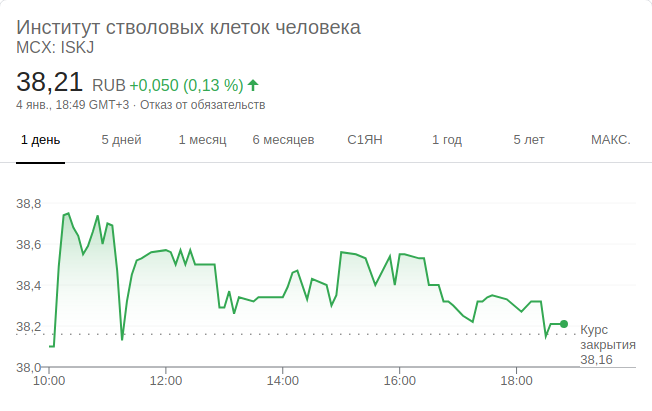 Институт стволовых клеток человека
MCX: ISKJ
38,21 RUB +0,050 (0,13 %)
4 янв., 18:49 GMT+3 · Отказ от обязательств
1 день 5 дней 1 месяц 6 месяцев С1ЯН 1 год 5 лет МАКС.
38,8
38,6
38,4
38,2
38,0
Курс
закрытия
38,16
10:00 12:00 14:00 16:00 18:00